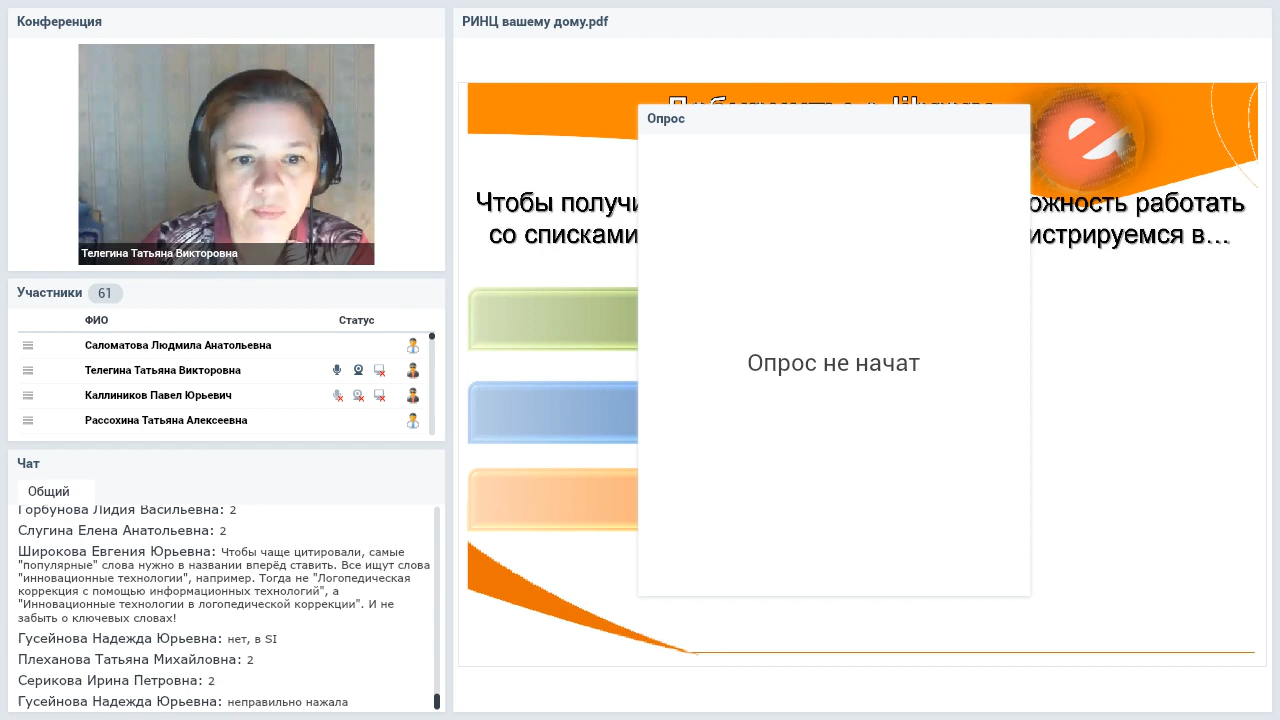 Конференция
Телегина Татьяна Викторовна
Участники 61
ФИО Статус
Саломатова Людмила Анатольевна
Телегина Татьяна Викторовна
Каллиников Павел Юрьевич
Рассохина Татьяна Алексеевна
Чат
Общий
Горбунова Лидия Васильевна: 2
Слугина Елена Анатольевна: 2
Широкова Евгения Юрьевна: Чтобы чаще цитировали, самые
"популярные" слова нужно в названии вперёд ставить. Все ищут слова
"инновационные технологии", например. Тогда не "Логопедическая
коррекция с помощью информационных технологий", а
"Инновационные технологии в логопедической коррекции". И не
забыть о ключевых словах!
Гусейнова Надежда Юрьевна: нет, в SI
Плеханова Татьяна Михайловна: 2
Серикова Ирина Петровна: 2
Гусейнова Надежда Юрьевна: неправильно нажала
РИНЦ вашему дому.pdf
Опрос
Чтобы получи ожность работать
со списками истрируемся в...
Опрос не начат